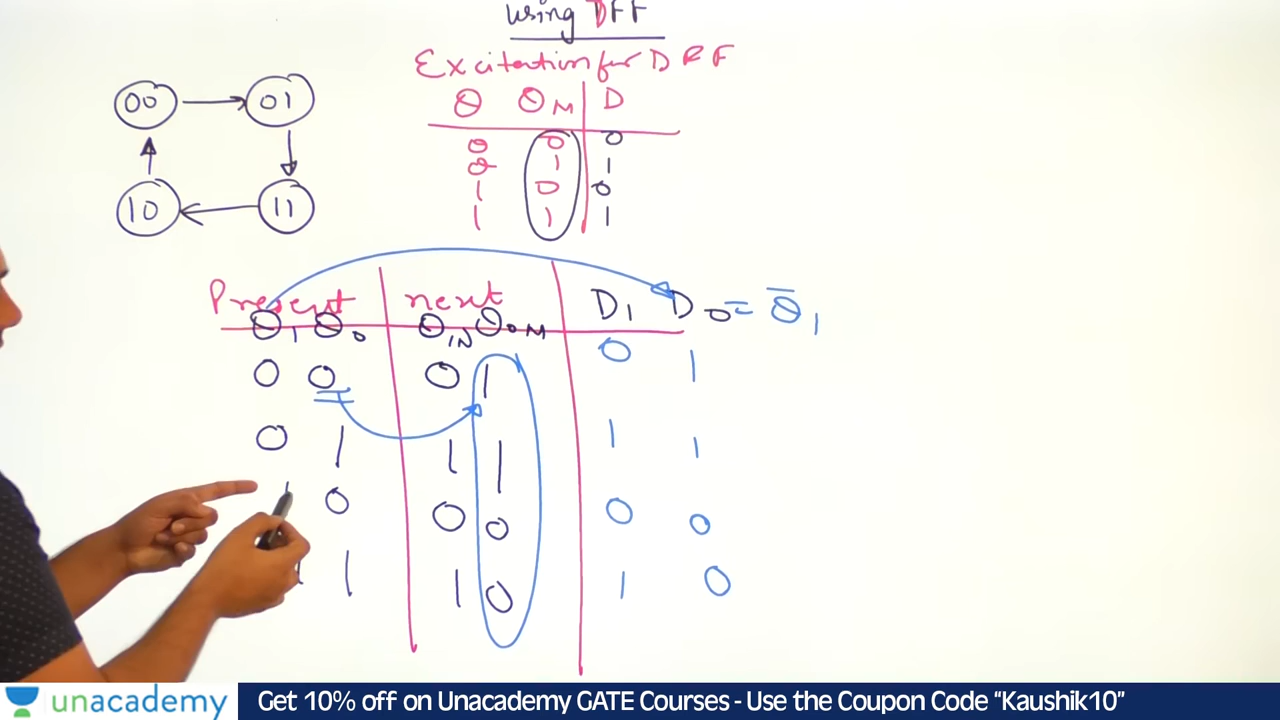 using DFF
Excitation for D F F
Q QN D
0 0 0
0 1 1
1 0 0
1 1 1
00 01
10 11
Present next D1 D0 = Q̅1
Q1 Q0 Q1N Q0N
0 0 0 1 0 1
0 1 1 1 1 1
1 0 0 0 0 0
1 1 1 0 1 0
unacademy Get 10% off on Unacademy GATE Courses - Use the Coupon Code “Kaushik10”